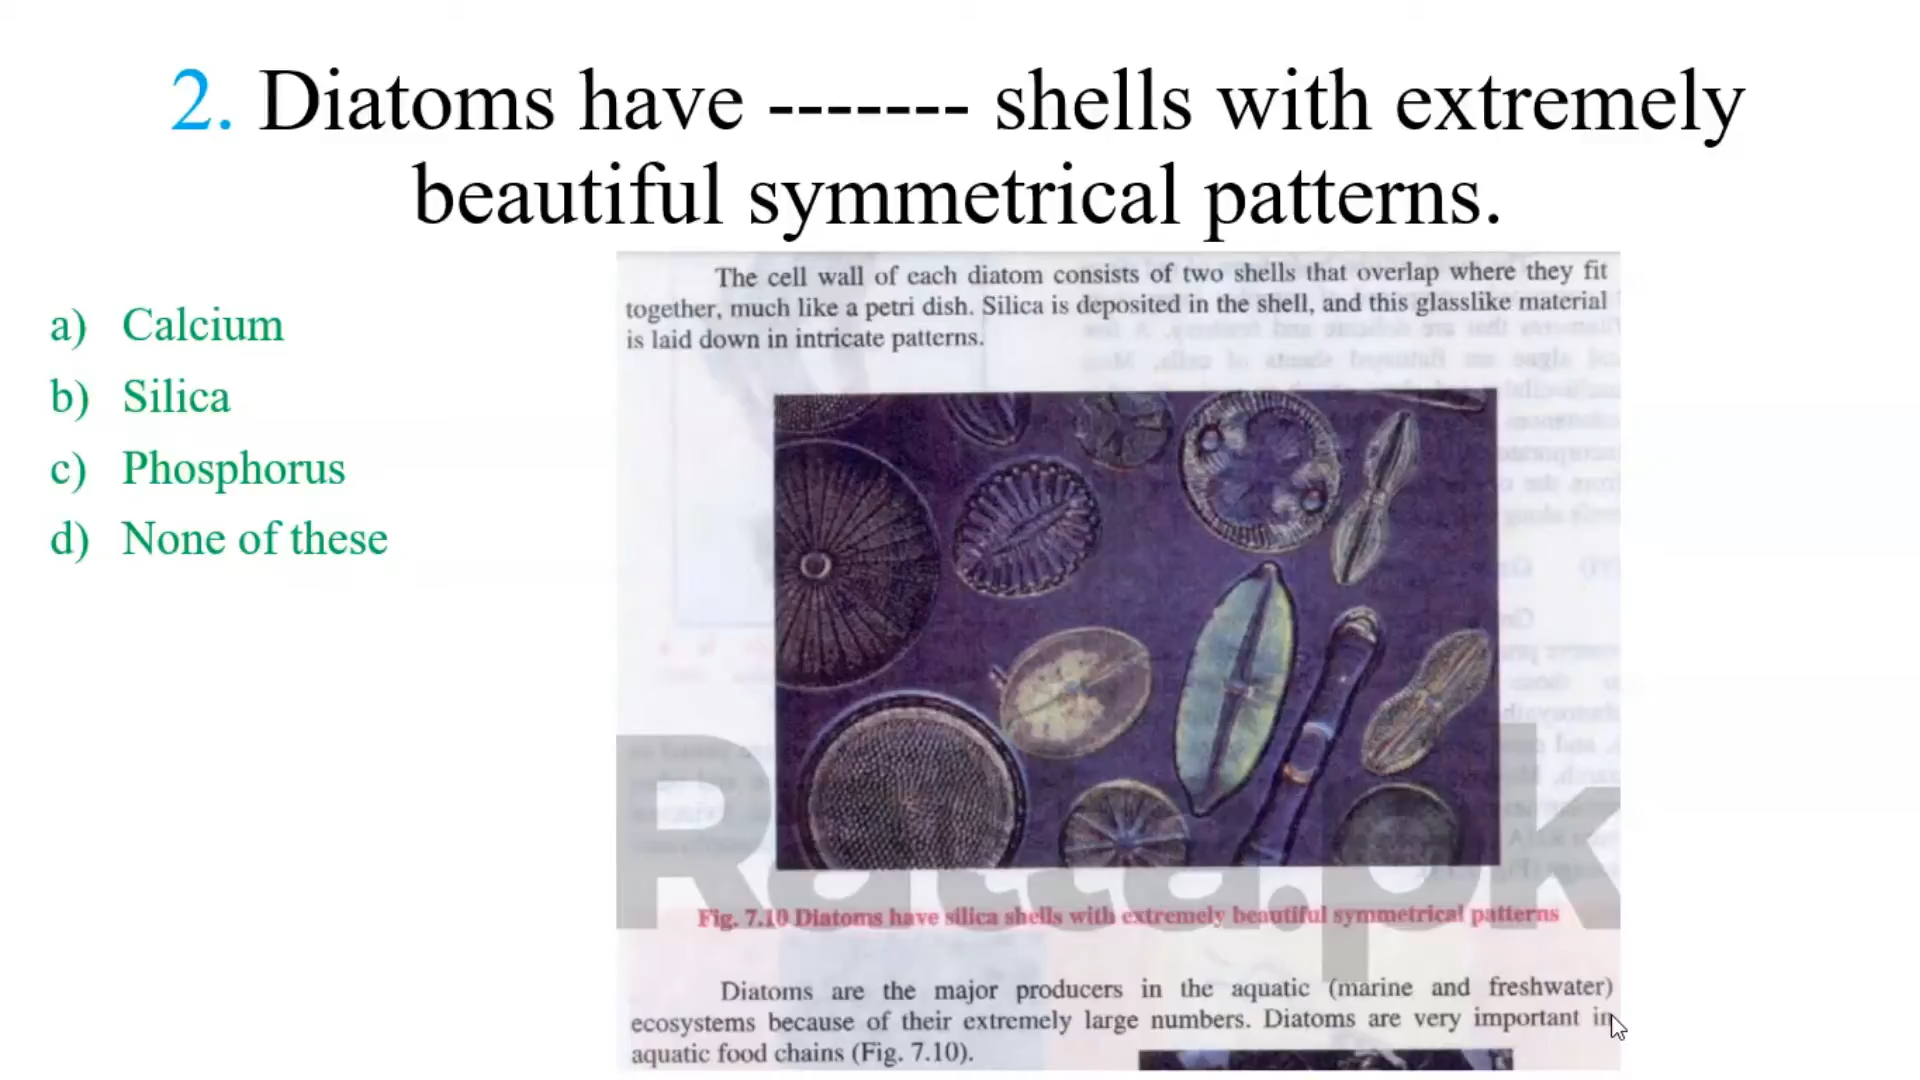 2. Diatoms have ------- shells with extremely
beautiful symmetrical patterns.
a) Calcium
b) Silica
c) Phosphorus
d) None of these
The cell wall of each diatom consists of two shells that overlap where they fit
together, much like a petri dish. Silica is deposited in the shell, and this glasslike material
is laid down in intricate patterns.
Ratta.pk
Fig. 7.10 Diatoms have silica shells with extremely beautiful symmetrical patterns
Diatoms are the major producers in the aquatic (marine and freshwater)
ecosystems because of their extremely large numbers. Diatoms are very important in
aquatic food chains (Fig. 7.10).